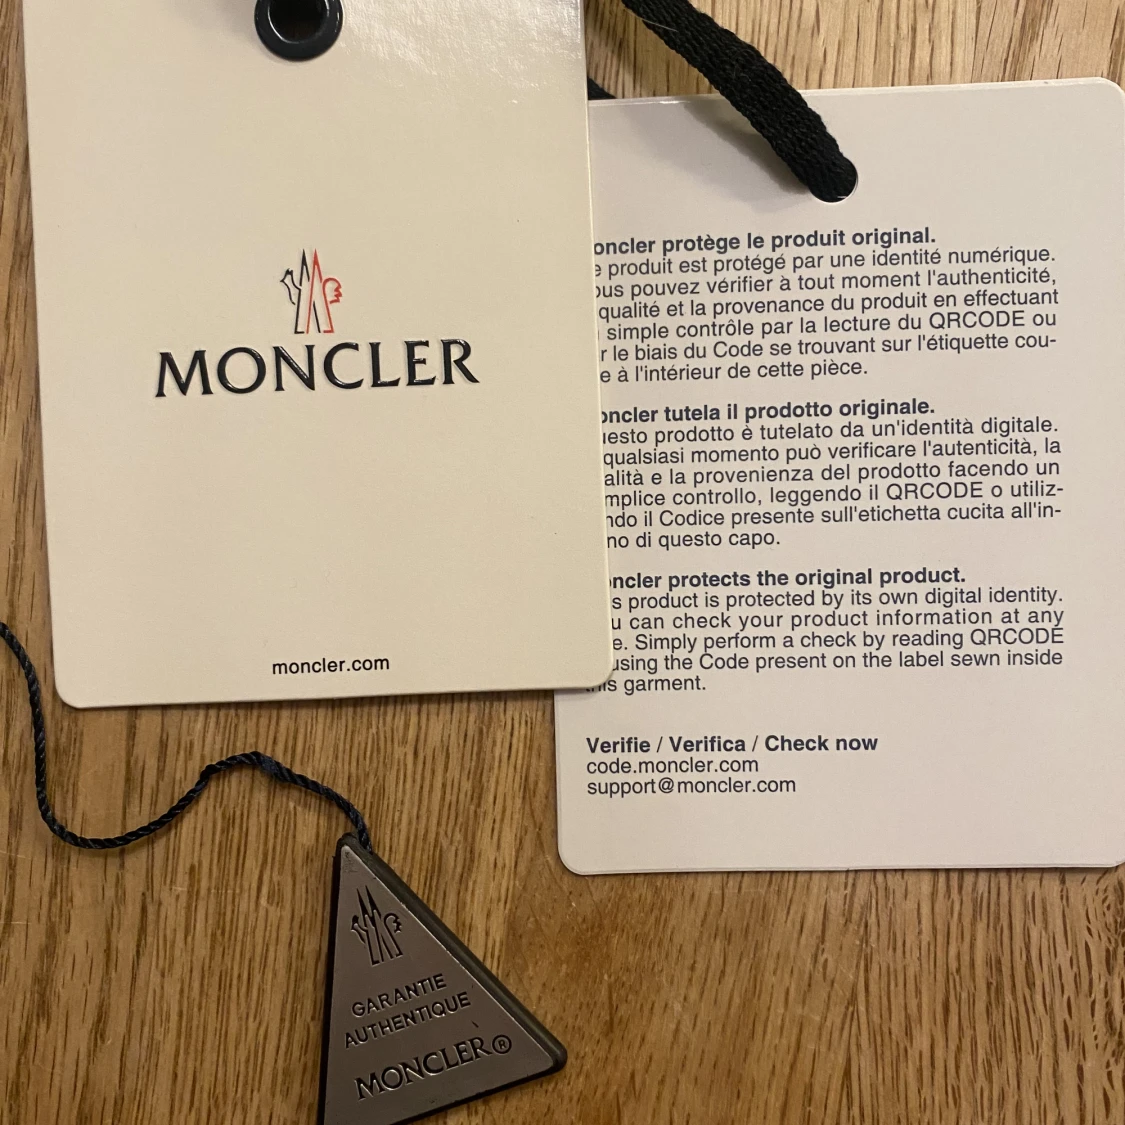 MONCLER
moncler.com
oncler protège le produit original.
produit est protégé par une identité numérique.
ous pouvez vérifier à tout moment l'authenticité,
qualité et la provenance du produit en effectuant
simple contrôle par la lecture du QRCODE ou
r le biais du Code se trouvant sur l'étiquette cou-
e à l'intérieur de cette pièce.
oncler tutela il prodotto originale.
uesto prodotto è tutelato da un'identità digitale.
qualsiasi momento può verificare l'autenticità, la
alità e la provenienza del prodotto facendo un
mplice controllo, leggendo il QRCODE o utiliz-
ndo il Codice presente sull'etichetta cucita all'in-
no di questo capo.
oncler protects the original product.
s product is protected by its own digital identity.
u can check your product information at any
e. Simply perform a check by reading QRCODE
using the Code present on the label sewn inside
this garment.
Verifie / Verifica / Check now
code.moncler.com
support@moncler.com
GARANTIE
AUTHENTIQUE
MONCLER®